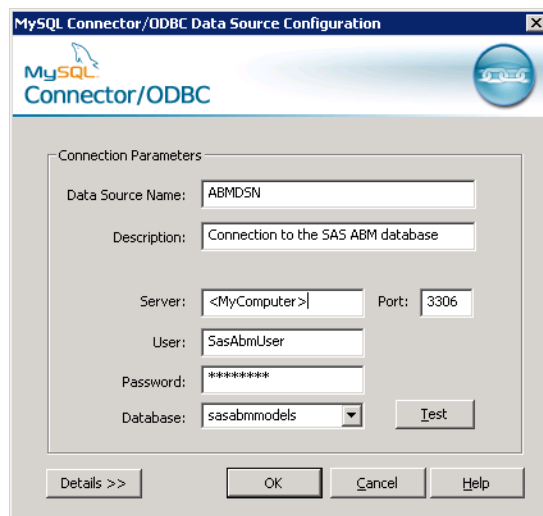 MySQL Connector/ODBC Data Source Configuration
MySQL
Connector/ODBC
Connection Parameters
Data Source Name: ABMDSN
Description: Connection to the SAS ABM database
Server: <MyComputer> Port: 3306
User: SasAbmUser
Password: ********
Database: sasabmmodels Test
Details >> OK Cancel Help